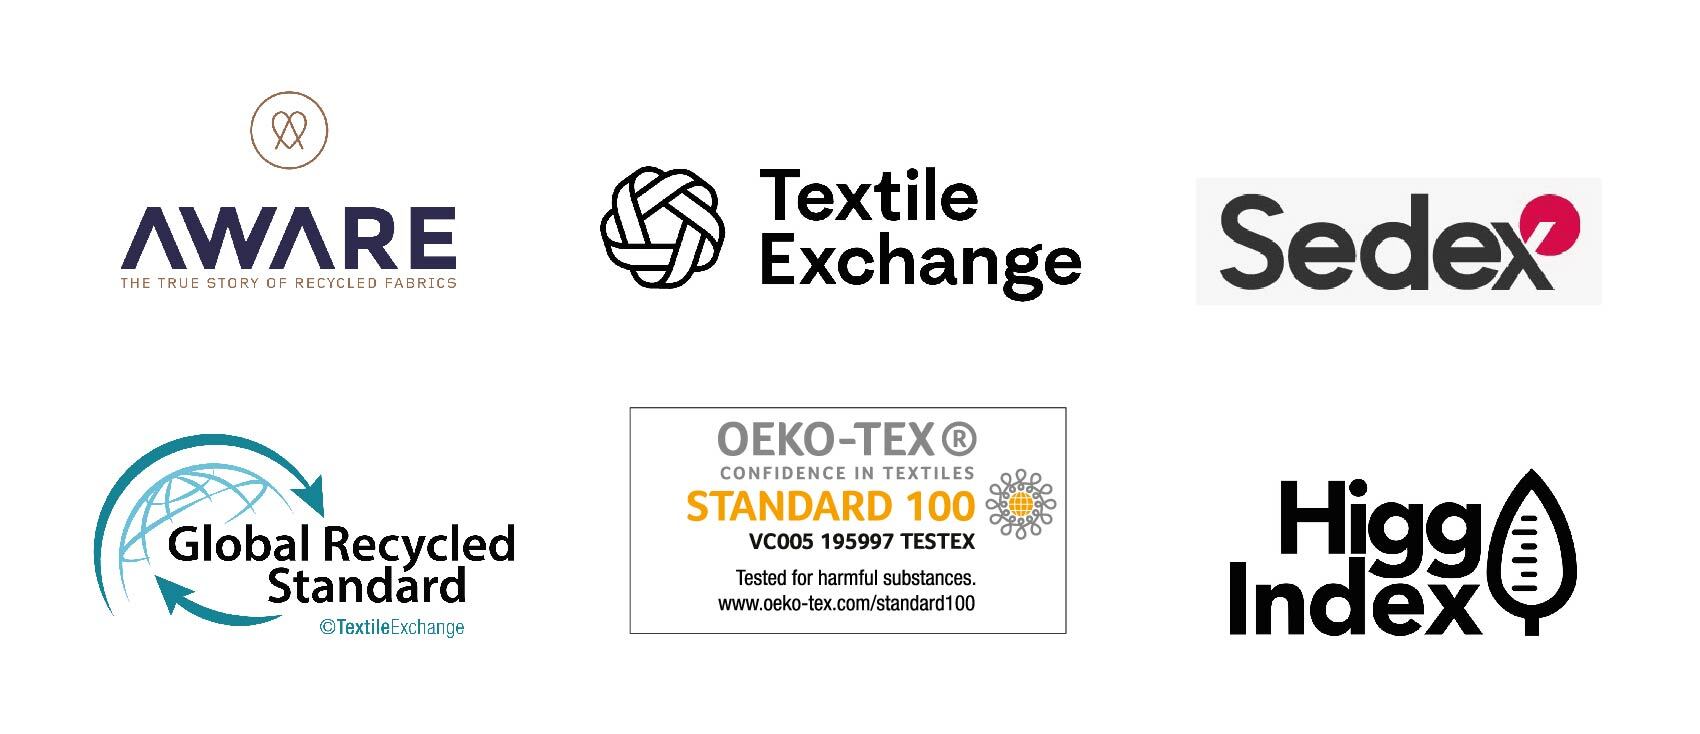 AWARE
THE TRUE STORY OF RECYCLED FABRICS
Textile
Exchange
Sedex
Global Recycled
Standard
©TextileExchange
OEKO-TEX®
CONFIDENCE IN TEXTILES
STANDARD 100
VC005 195997 TESTEX
Tested for harmful substances.
www.oeko-tex.com/standard100
Higg
Index